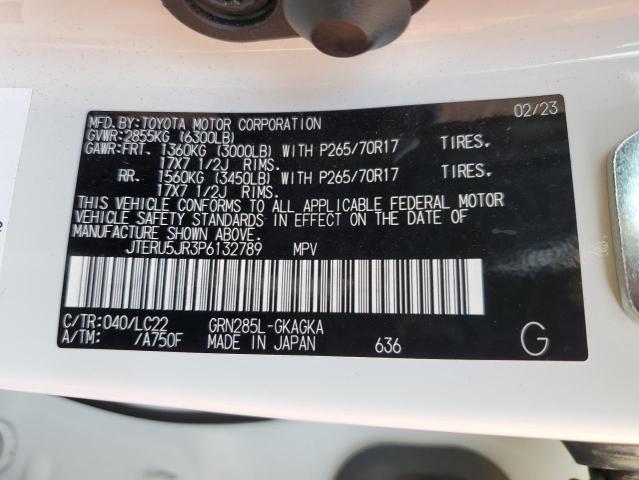 MFD.BY:TOYOTA MOTOR CORPORATION 02/23
GVWR:2855KG (6300LB)
GAWR:FRT. 1360KG (3000LB) WITH P265/70R17 TIRES.
17X7 1/2J RIMS.
RR. 1560KG (3450LB) WITH P265/70R17 TIRES.
17X7 1/2J RIMS.
THIS VEHICLE CONFORMS TO ALL APPLICABLE FEDERAL MOTOR
VEHICLE SAFETY STANDARDS IN EFFECT ON THE DATE OF
MANUFACTURE SHOWN ABOVE.
JTERU5JR3P6132789 MPV
C/TR:040/LC22 GRN285L-GKAGKA
A/TM: /A750F MADE IN JAPAN 636 G